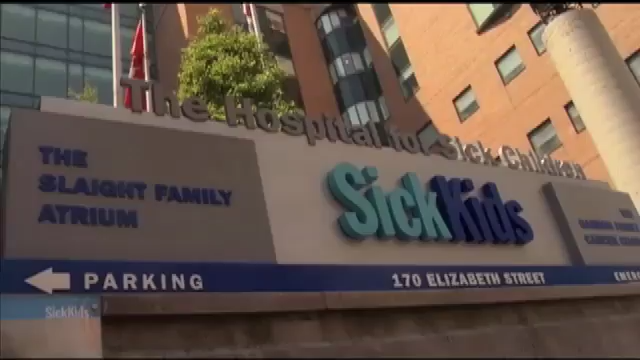 The Hospital for Sick Children
THE
SLAIGHT FAMILY
ATRIUM
SickKids
PARKING
170 ELIZABETH STREET
SickKids